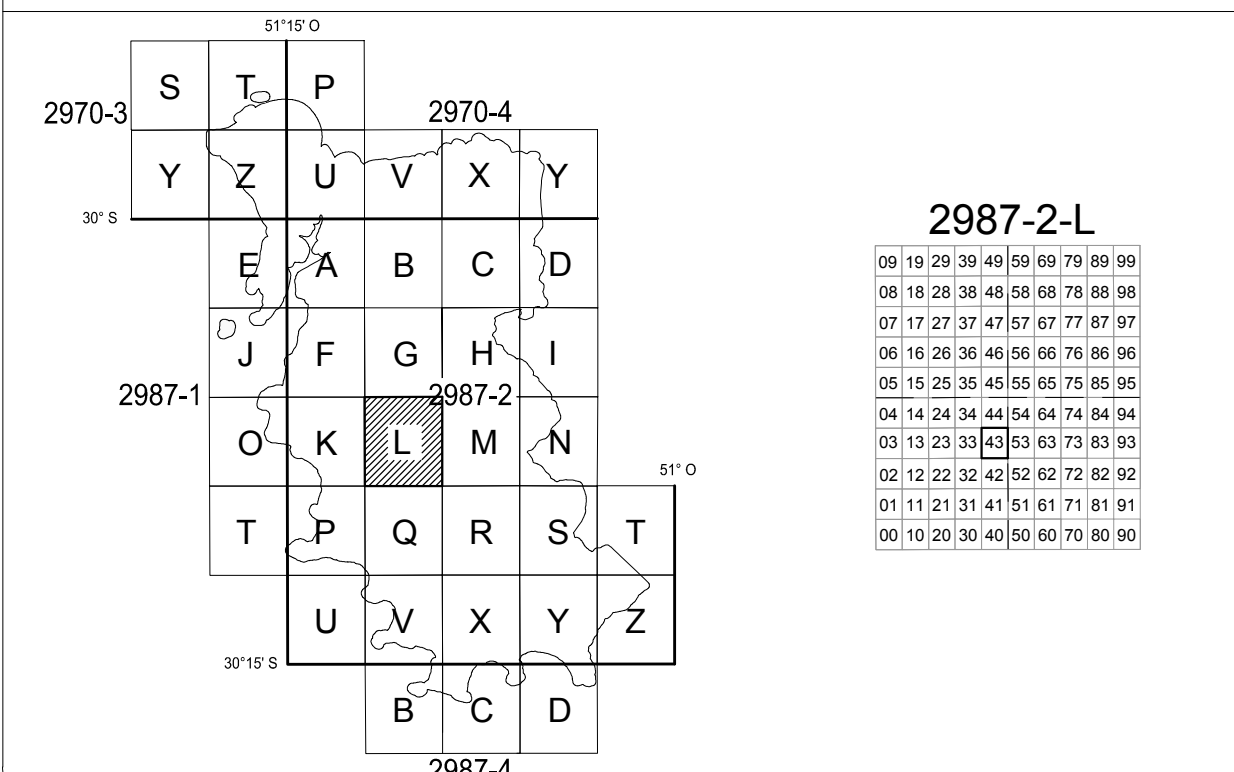 51°15' O
S T P
2970-3 2970-4
Y Z U V X Y
30° S
E A B C D
J F G H I
2987-1 2987-2
O K L M N
51° O
T P Q R S T
U V X Y Z
30°15' S
B C D
2987-4
2987-2-L
09 19 29 39 49 59 69 79 89 99
08 18 28 38 48 58 68 78 88 98
07 17 27 37 47 57 67 77 87 97
06 16 26 36 46 56 66 76 86 96
05 15 25 35 45 55 65 75 85 95
04 14 24 34 44 54 64 74 84 94
03 13 23 33 43 53 63 73 83 93
02 12 22 32 42 52 62 72 82 92
01 11 21 31 41 51 61 71 81 91
00 10 20 30 40 50 60 70 80 90